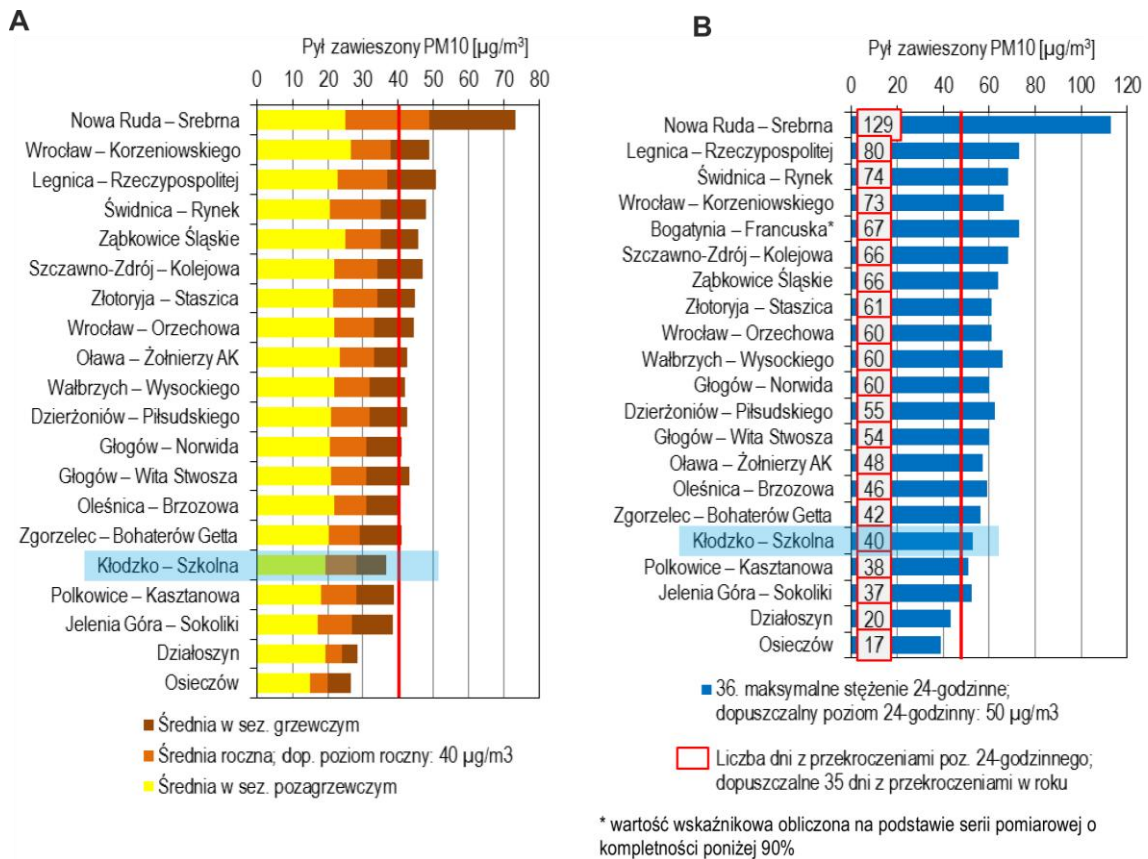 A
Pył zawieszony PM10 [µg/m³]
0 10 20 30 40 50 60 70 80
Nowa Ruda – Srebrna
Wrocław – Korzeniowskiego
Legnica – Rzeczypospolitej
Świdnica – Rynek
Ząbkowice Śląskie
Szczawno-Zdrój – Kolejowa
Złotoryja – Staszica
Wrocław – Orzechowa
Oława – Żołnierzy AK
Wałbrzych – Wysockiego
Dzierżoniów – Piłsudskiego
Głogów – Norwida
Głogów – Wita Stwosza
Oleśnica – Brzozowa
Zgorzelec – Bohaterów Getta
Kłodzko – Szkolna
Polkowice – Kasztanowa
Jelenia Góra – Sokoliki
Działoszyn
Osieczów
Średnia w sez. grzewczym
Średnia roczna; dop. poziom roczny: 40 µg/m3
Średnia w sez. pozagrzewczym
B
Pył zawieszony PM10 [µg/m³]
0 20 40 60 80 100 120
Nowa Ruda – Srebrna 129
Legnica – Rzeczypospolitej 80
Świdnica – Rynek 74
Wrocław – Korzeniowskiego 73
Bogatynia – Francuska* 67
Szczawno-Zdrój – Kolejowa 66
Ząbkowice Śląskie 66
Złotoryja – Staszica 61
Wrocław – Orzechowa 60
Wałbrzych – Wysockiego 60
Głogów – Norwida 60
Dzierżoniów – Piłsudskiego 55
Głogów – Wita Stwosza 54
Oława – Żołnierzy AK 48
Oleśnica – Brzozowa 46
Zgorzelec – Bohaterów Getta 42
Kłodzko – Szkolna 40
Polkowice – Kasztanowa 38
Jelenia Góra – Sokoliki 37
Działoszyn 20
Osieczów 17
36. maksymalne stężenie 24-godzinne;
dopuszczalny poziom 24-godzinny: 50 µg/m3
Liczba dni z przekroczeniami poz. 24-godzinnego;
dopuszczalne 35 dni z przekroczeniami w roku
* wartość wskaźnikowa obliczona na podstawie serii pomiarowej o
kompletności poniżej 90%